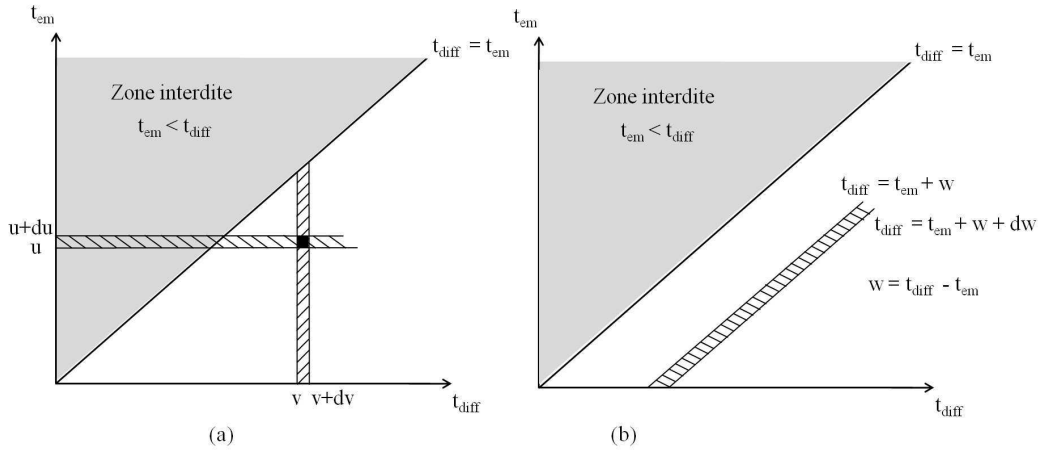 t_em
t_diff = t_em
Zone interdite
t_em < t_diff
u+du
u
v
v+dv
t_diff
(a)
t_em
t_diff = t_em
Zone interdite
t_em < t_diff
t_diff = t_em + w
t_diff = t_em + w + dw
w = t_diff - t_em
t_diff
(b)